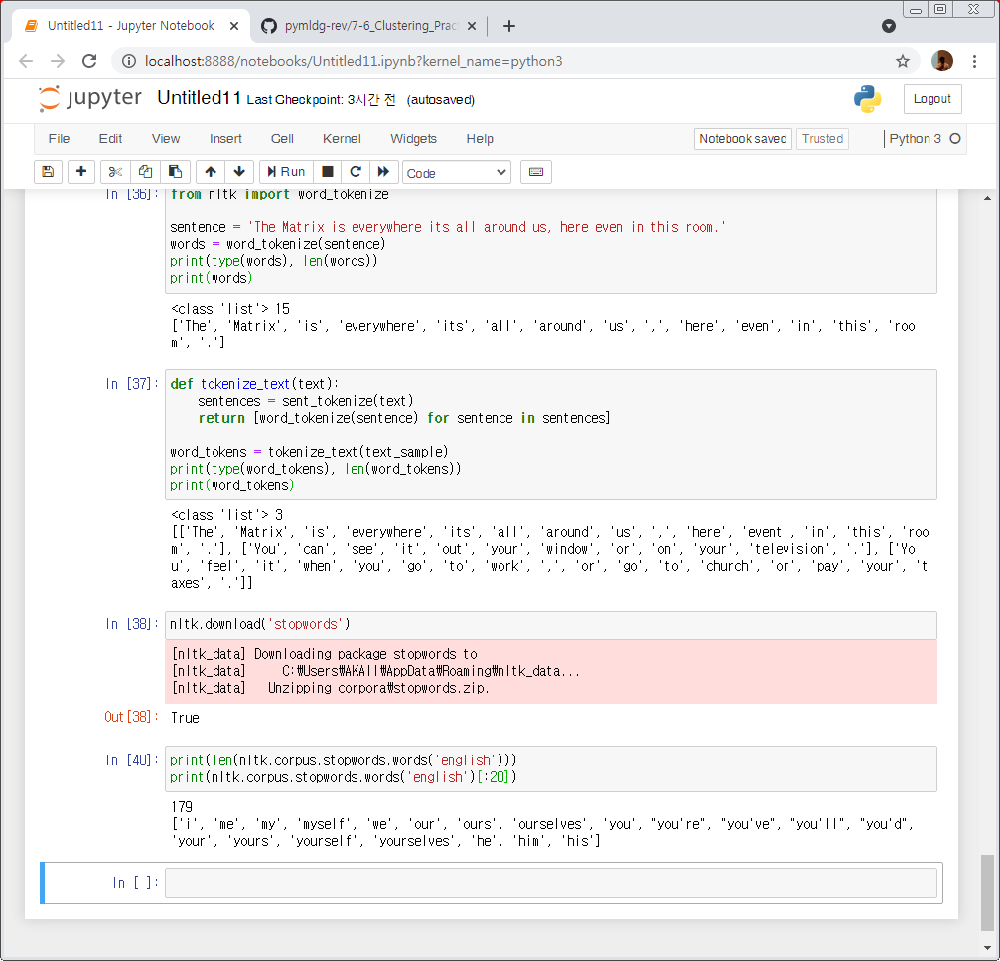 Untitled11 - Jupyter Notebook
pymldg-rev/7-6_Clustering_Prac
localhost:8888/notebooks/Untitled11.ipynb?kernel_name=python3
jupyter Untitled11 Last Checkpoint: 3시간 전 (autosaved)
Logout
File Edit View Insert Cell Kernel Widgets Help
Notebook saved Trusted Python 3
Run Code
In [36]: from nltk import word_tokenize
sentence = 'The Matrix is everywhere its all around us, here even in this room.'
words = word_tokenize(sentence)
print(type(words), len(words))
print(words)
<class 'list'> 15
['The', 'Matrix', 'is', 'everywhere', 'its', 'all', 'around', 'us', ',', 'here', 'even', 'in', 'this', 'roo
m', '.']
In [37]: def tokenize_text(text):
sentences = sent_tokenize(text)
return [word_tokenize(sentence) for sentence in sentences]
word_tokens = tokenize_text(text_sample)
print(type(word_tokens), len(word_tokens))
print(word_tokens)
<class 'list'> 3
[['The', 'Matrix', 'is', 'everywhere', 'its', 'all', 'around', 'us', ',', 'here', 'event', 'in', 'this', 'roo
m', '.'], ['You', 'can', 'see', 'it', 'out', 'your', 'window', 'or', 'on', 'your', 'television', '.'], ['Yo
u', 'feel', 'it', 'when', 'you', 'go', 'to', 'work', ',', 'or', 'go', 'to', 'church', 'or', 'pay', 'your', 't
axes', '.']]
In [38]: nltk.download('stopwords')
[nltk_data] Downloading package stopwords to
[nltk_data] C:₩Users₩AKAII₩AppData₩Roaming₩nltk_data...
[nltk_data] Unzipping corpora₩stopwords.zip.
Out[38]: True
In [40]: print(len(nltk.corpus.stopwords.words('english')))
print(nltk.corpus.stopwords.words('english')[:20])
179
['i', 'me', 'my', 'myself', 'we', 'our', 'ours', 'ourselves', 'you', "you're", "you've", "you'll", "you'd",
'your', 'yours', 'yourself', 'yourselves', 'he', 'him', 'his']
In [ ]: